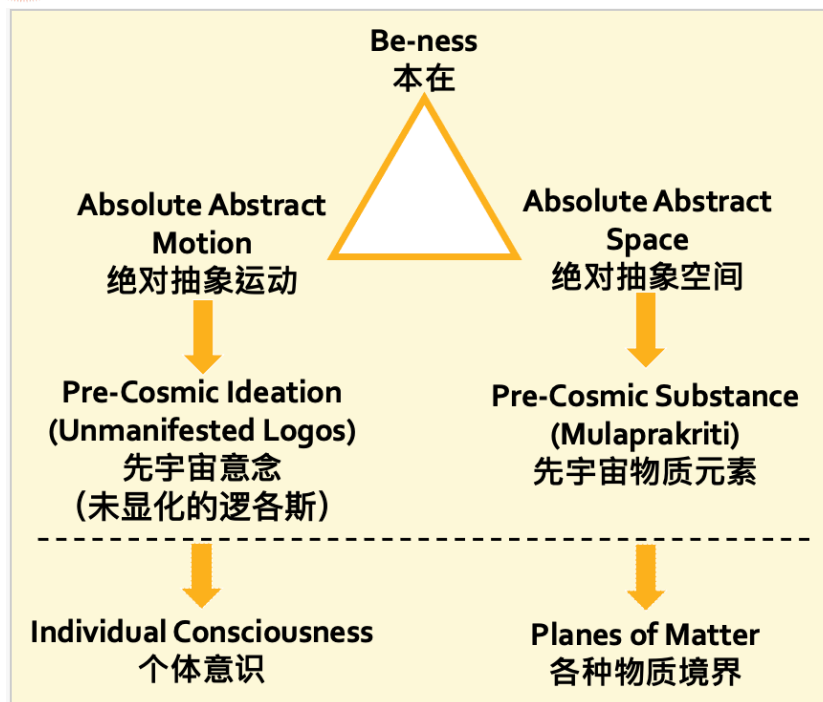 Be-ness
本在
Absolute Abstract
Motion
绝对抽象运动
Absolute Abstract
Space
绝对抽象空间
Pre-Cosmic Ideation
(Unmanifested Logos)
先宇宙意念
（未显化的逻各斯）
Pre-Cosmic Substance
(Mulaprakriti)
先宇宙物质元素
Individual Consciousness
个体意识
Planes of Matter
各种物质境界